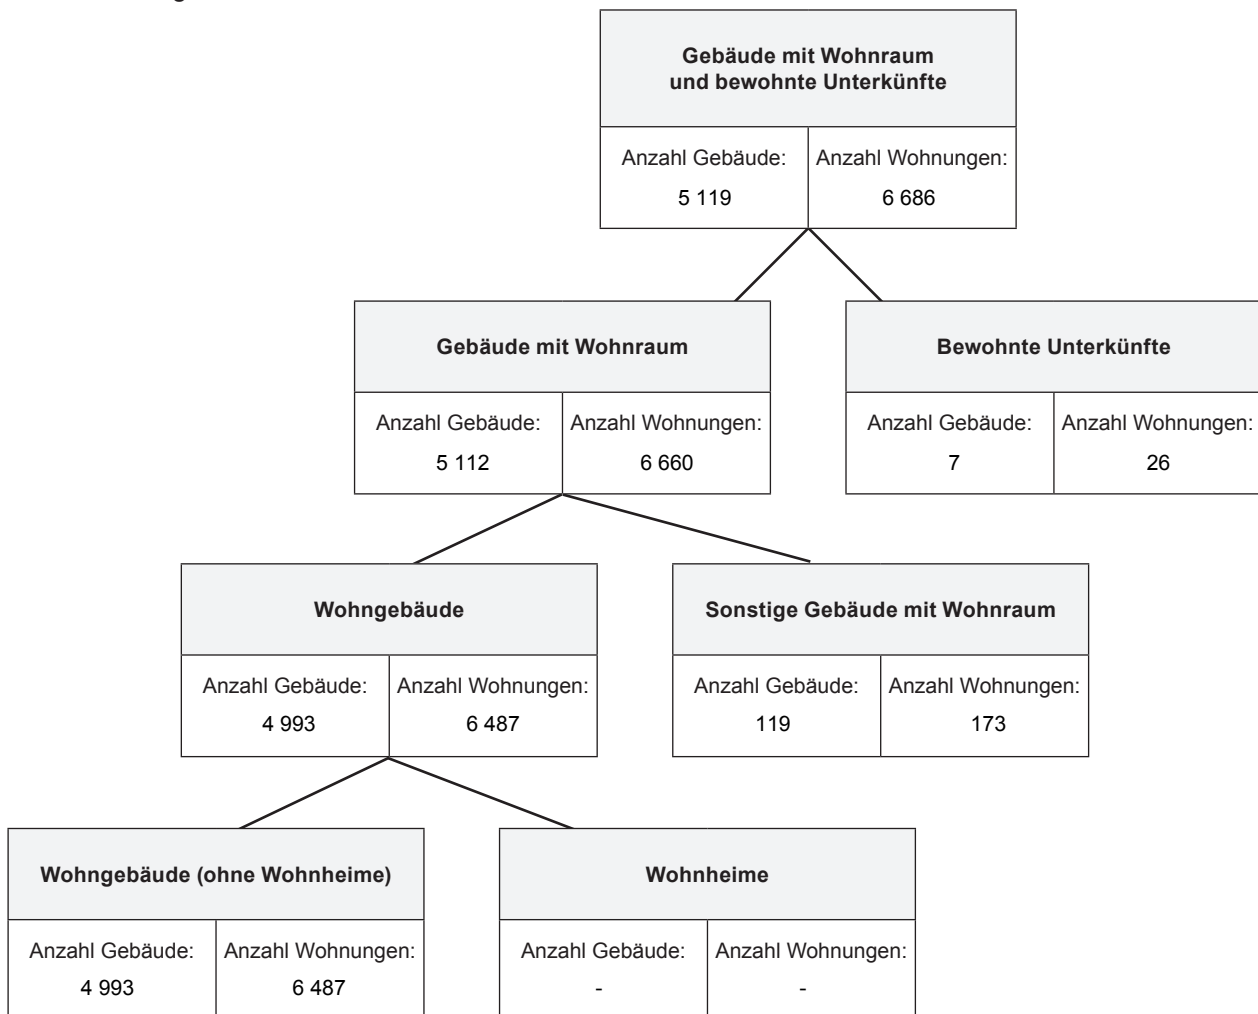 Gebäude mit Wohnraum
und bewohnte Unterkünfte
Anzahl Gebäude:
Anzahl Wohnungen:
5 119
6 686
Gebäude mit Wohnraum
Bewohnte Unterkünfte
Anzahl Gebäude:
Anzahl Wohnungen:
Anzahl Gebäude:
Anzahl Wohnungen:
5 112
6 660
7
26
Wohngebäude
Sonstige Gebäude mit Wohnraum
Anzahl Gebäude:
Anzahl Wohnungen:
Anzahl Gebäude:
Anzahl Wohnungen:
4 993
6 487
119
173
Wohngebäude (ohne Wohnheime)
Wohnheime
Anzahl Gebäude:
Anzahl Wohnungen:
Anzahl Gebäude:
Anzahl Wohnungen:
4 993
6 487
-
-